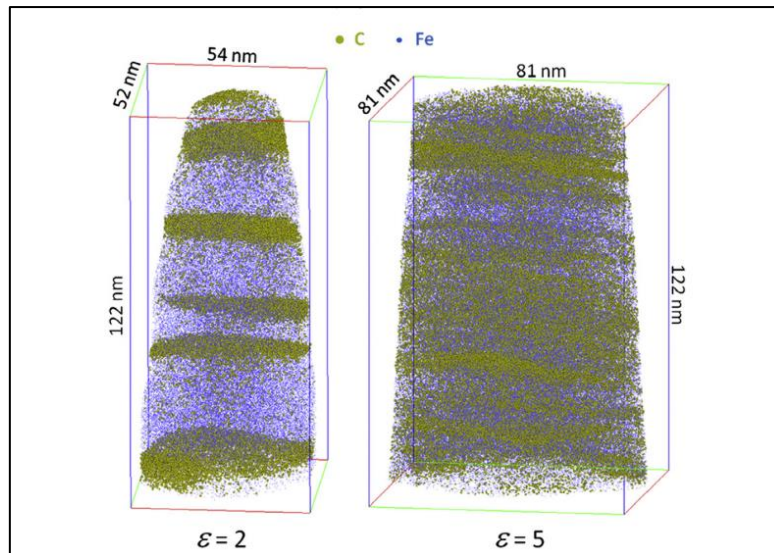 C Fe
54 nm
52 nm
122 nm
81 nm
81 nm
122 nm
ε = 2
ε = 5